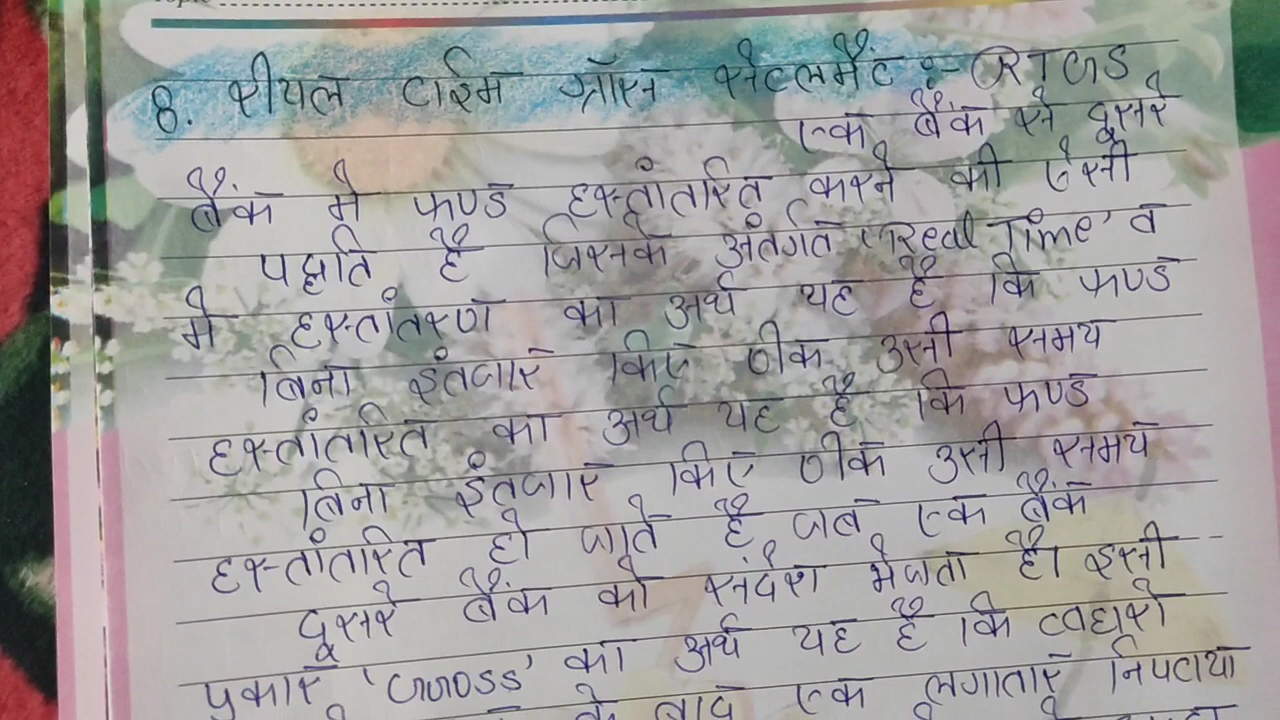 8. रीयल टाईम ग्रॉस सेटलमैंट :- RTGS
एक बैंक से दूसरे
बैंक मे फण्ड हस्तांतरित करने की ऐसी
पद्धति है जिसके अंतर्गत 'Real Time' व
मे हस्तांतरण का अर्थ यह है कि फण्ड
बिना इंतजार किए ठीक उसी समय
हस्तांतरित का अर्थ यह है कि फण्ड
बिना इंतजार किए ठीक उसी समय
हस्तांतरित हो जाते है, जब एक बैंक
दूसरे बैंक को संदेश भेजता है। इसी
प्रकार 'Gross' का अर्थ यह है कि व्यहारो
के बाद एक लगातार निपटाया